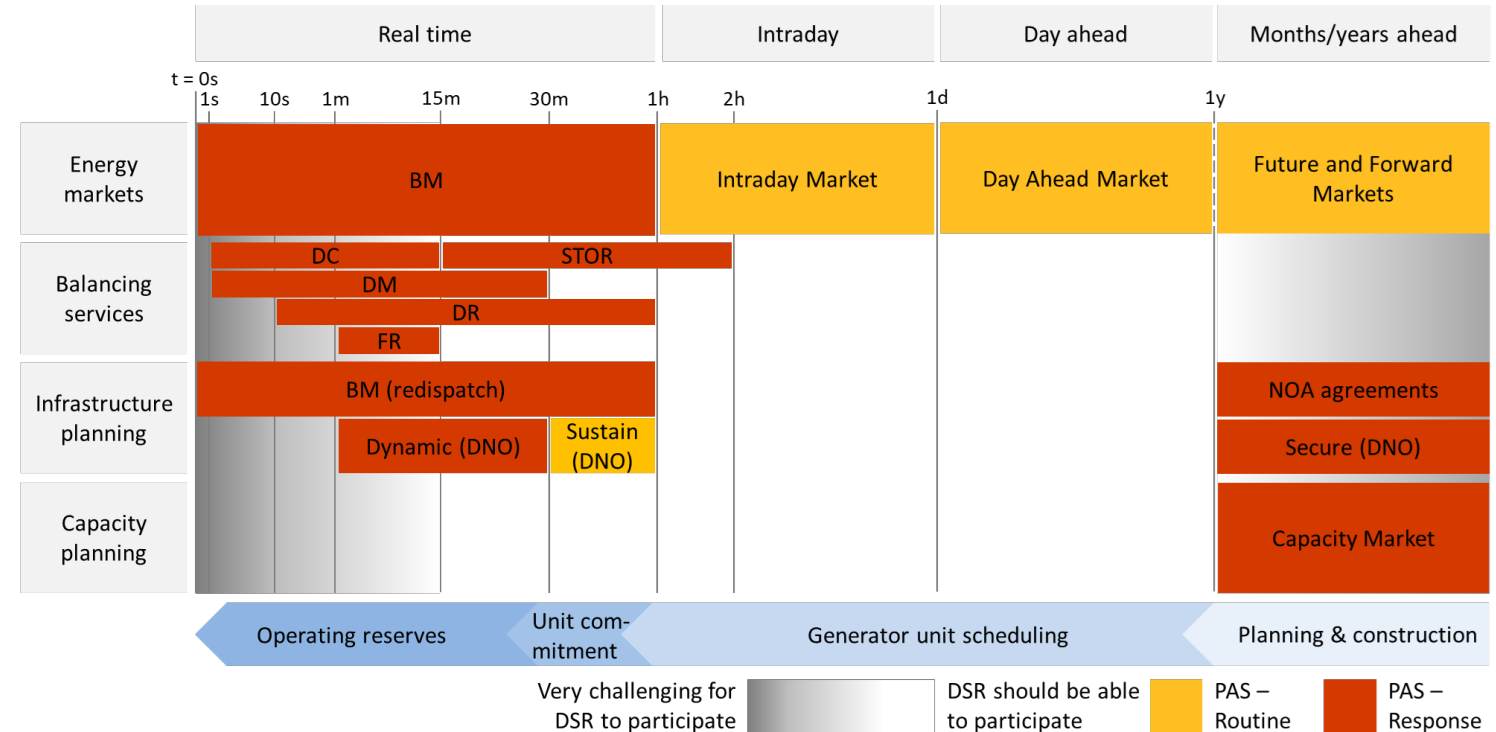 Real time
Intraday
Day ahead
Months/years ahead
t = 0s
1s
10s
1m
15m
30m
1h
2h
1d
1y
Energy
markets
BM
Intraday Market
Day Ahead Market
Future and Forward
Markets
Balancing
services
DC
STOR
DM
DR
FR
Infrastructure
planning
BM (redispatch)
NOA agreements
Dynamic (DNO)
Sustain
(DNO)
Secure (DNO)
Capacity
planning
Capacity Market
Operating reserves
Unit com-
mitment
Generator unit scheduling
Planning & construction
Very challenging for
DSR to participate
DSR should be able
to participate
PAS –
Routine
PAS –
Response